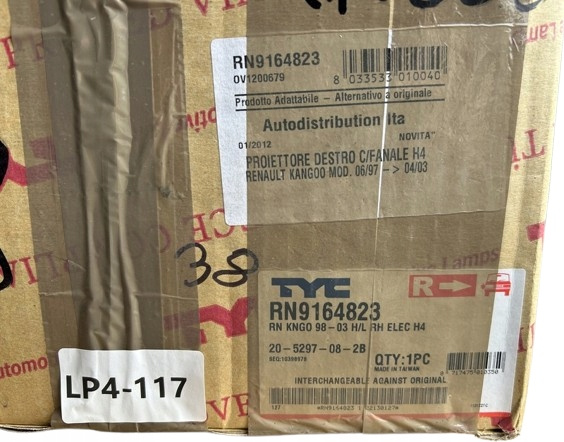 RN9164823
OV1200679
8 033533 010040
Prodotto Adattabile - Alternativo a originale
Autodistribution Ita
01/2012 NOVITA'
PROIETTORE DESTRO C/FANALE H4
RENAULT KANGOO MOD. 06/97 -> 04/03
38
TYC
R
RN9164823
RN KNGO 98-03 H/L RH ELEC H4
20-5297-08-2B
QTY:1PC
MADE IN TAIWAN
INTERCHANGEABLE AGAINST ORIGINAL
LP4-117
Lamps
Automo